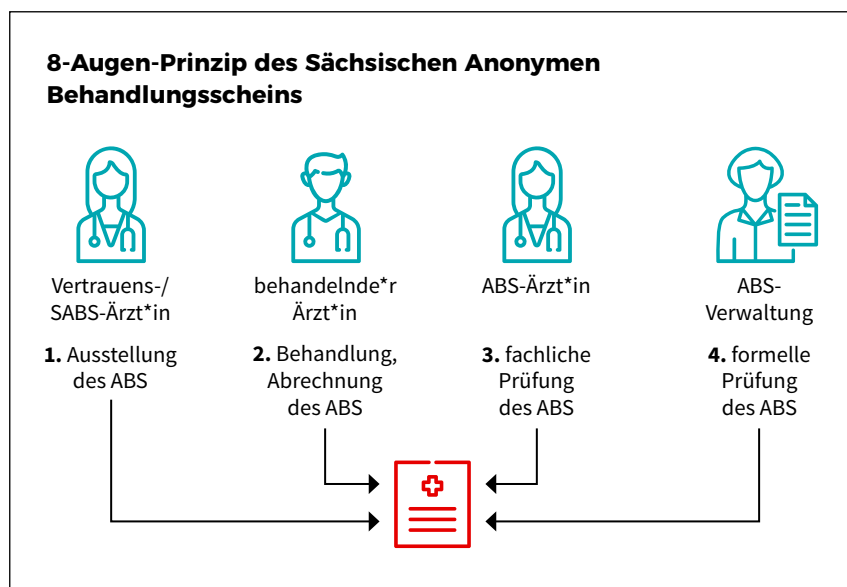 8-Augen-Prinzip des Sächsischen Anonymen
Behandlungsscheins
Vertrauens-/
SABS-Ärzt*in
1. Ausstellung
des ABS
behandelnde*r
Ärzt*in
2. Behandlung,
Abrechnung
des ABS
ABS-Ärzt*in
3. fachliche
Prüfung
des ABS
ABS-
Verwaltung
4. formelle
Prüfung
des ABS